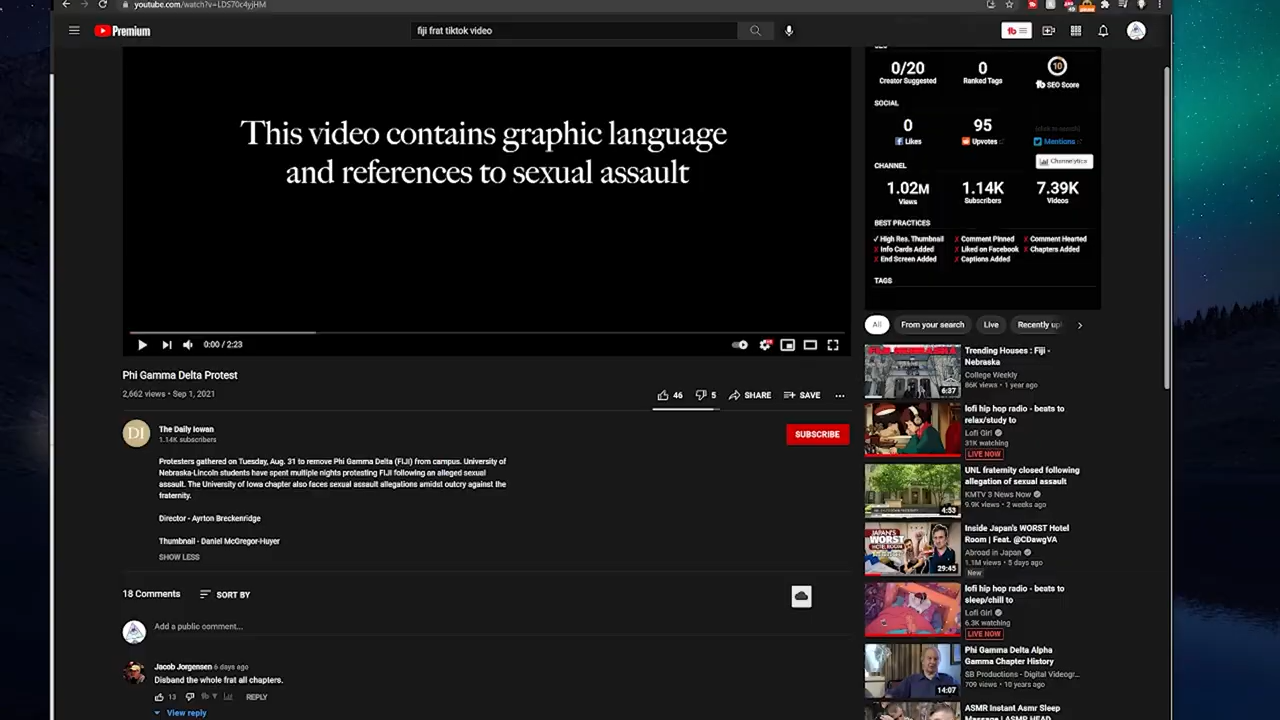 youtube.com/watch?v=LDS70c4yjHM
Premium
fiji frat tiktok video
This video contains graphic language
and references to sexual assault
0:00 / 2:23
Phi Gamma Delta Protest
2,662 views • Sep 1, 2021
46
5
SHARE
SAVE
DI
The Daily Iowan
1.14K subscribers
SUBSCRIBE
Protesters gathered on Tuesday, Aug. 31 to remove Phi Gamma Delta (FIJI) from campus. University of
Nebraska-Lincoln students have spent multiple nights protesting FIJI following an alleged sexual
assault. The University of Iowa chapter also faces sexual assault allegations amidst outcry against the
fraternity.
Director - Ayrton Breckenridge
Thumbnail - Daniel McGregor-Huyer
SHOW LESS
18 Comments
SORT BY
Add a public comment...
Jacob Jorgensen 6 days ago
Disband the whole frat all chapters.
13
REPLY
View reply
0/20
Creator Suggested
0
Ranked Tags
10
SEO Score
SOCIAL
0
Likes
95
Upvotes
Mentions
CHANNEL
Channelytics
1.02M
Views
1.14K
Subscribers
7.39K
Videos
BEST PRACTICES
✓ High Res. Thumbnail
x Comment Pinned
x Comment Hearted
x Info Cards Added
x Liked on Facebook
x Chapters Added
x End Screen Added
x Captions Added
TAGS
All
From your search
Live
Recently upl
6:37
Trending Houses : Fiji -
Nebraska
College Weekly
86K views • 1 year ago
lofi hip hop radio - beats to
relax/study to
Lofi Girl
31K watching
LIVE NOW
4:53
UNL fraternity closed following
allegation of sexual assault
KMTV 3 News Now
9.9K views • 2 weeks ago
JAPAN'S
WORST
29:45
Inside Japan's WORST Hotel
Room | Feat. @CDawgVA
Abroad in Japan
1.1M views • 5 days ago
New
lofi hip hop radio - beats to
sleep/chill to
Lofi Girl
6.3K watching
LIVE NOW
14:07
Phi Gamma Delta Alpha
Gamma Chapter History
SB Productions - Digital Videogr...
709 views • 10 years ago
ASMR Instant Asmr Sleep